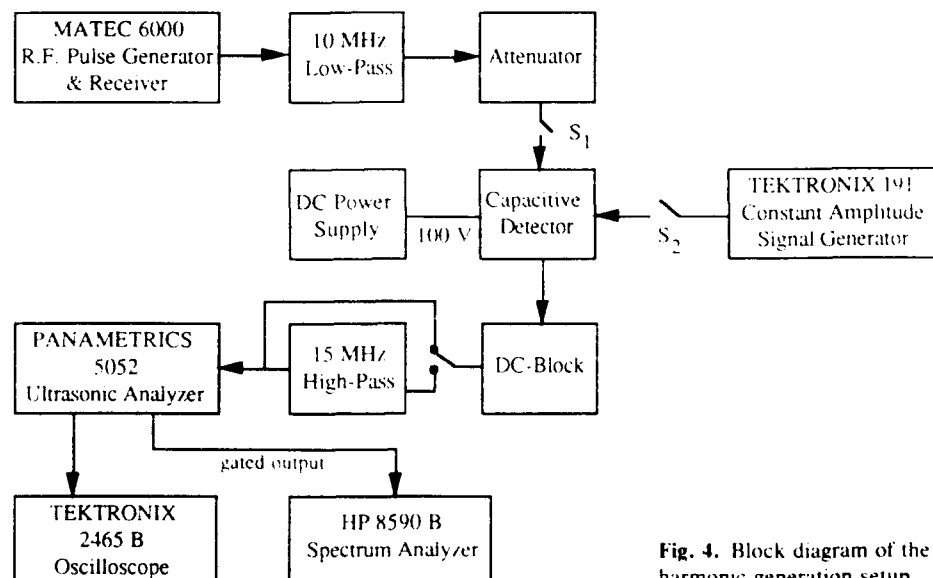 MATEC 6000
R.F. Pulse Generator
& Receiver
10 MHz
Low-Pass
Attenuator
S1
DC Power
Supply
100 V
Capacitive
Detector
S2
TEKTRONIX 191
Constant Amplitude
Signal Generator
PANAMETRICS
5052
Ultrasonic Analyzer
15 MHz
High-Pass
DC-Block
gated output
TEKTRONIX
2465 B
Oscilloscope
HP 8590 B
Spectrum Analyzer
Fig. 4. Block diagram of the
harmonic generation setup